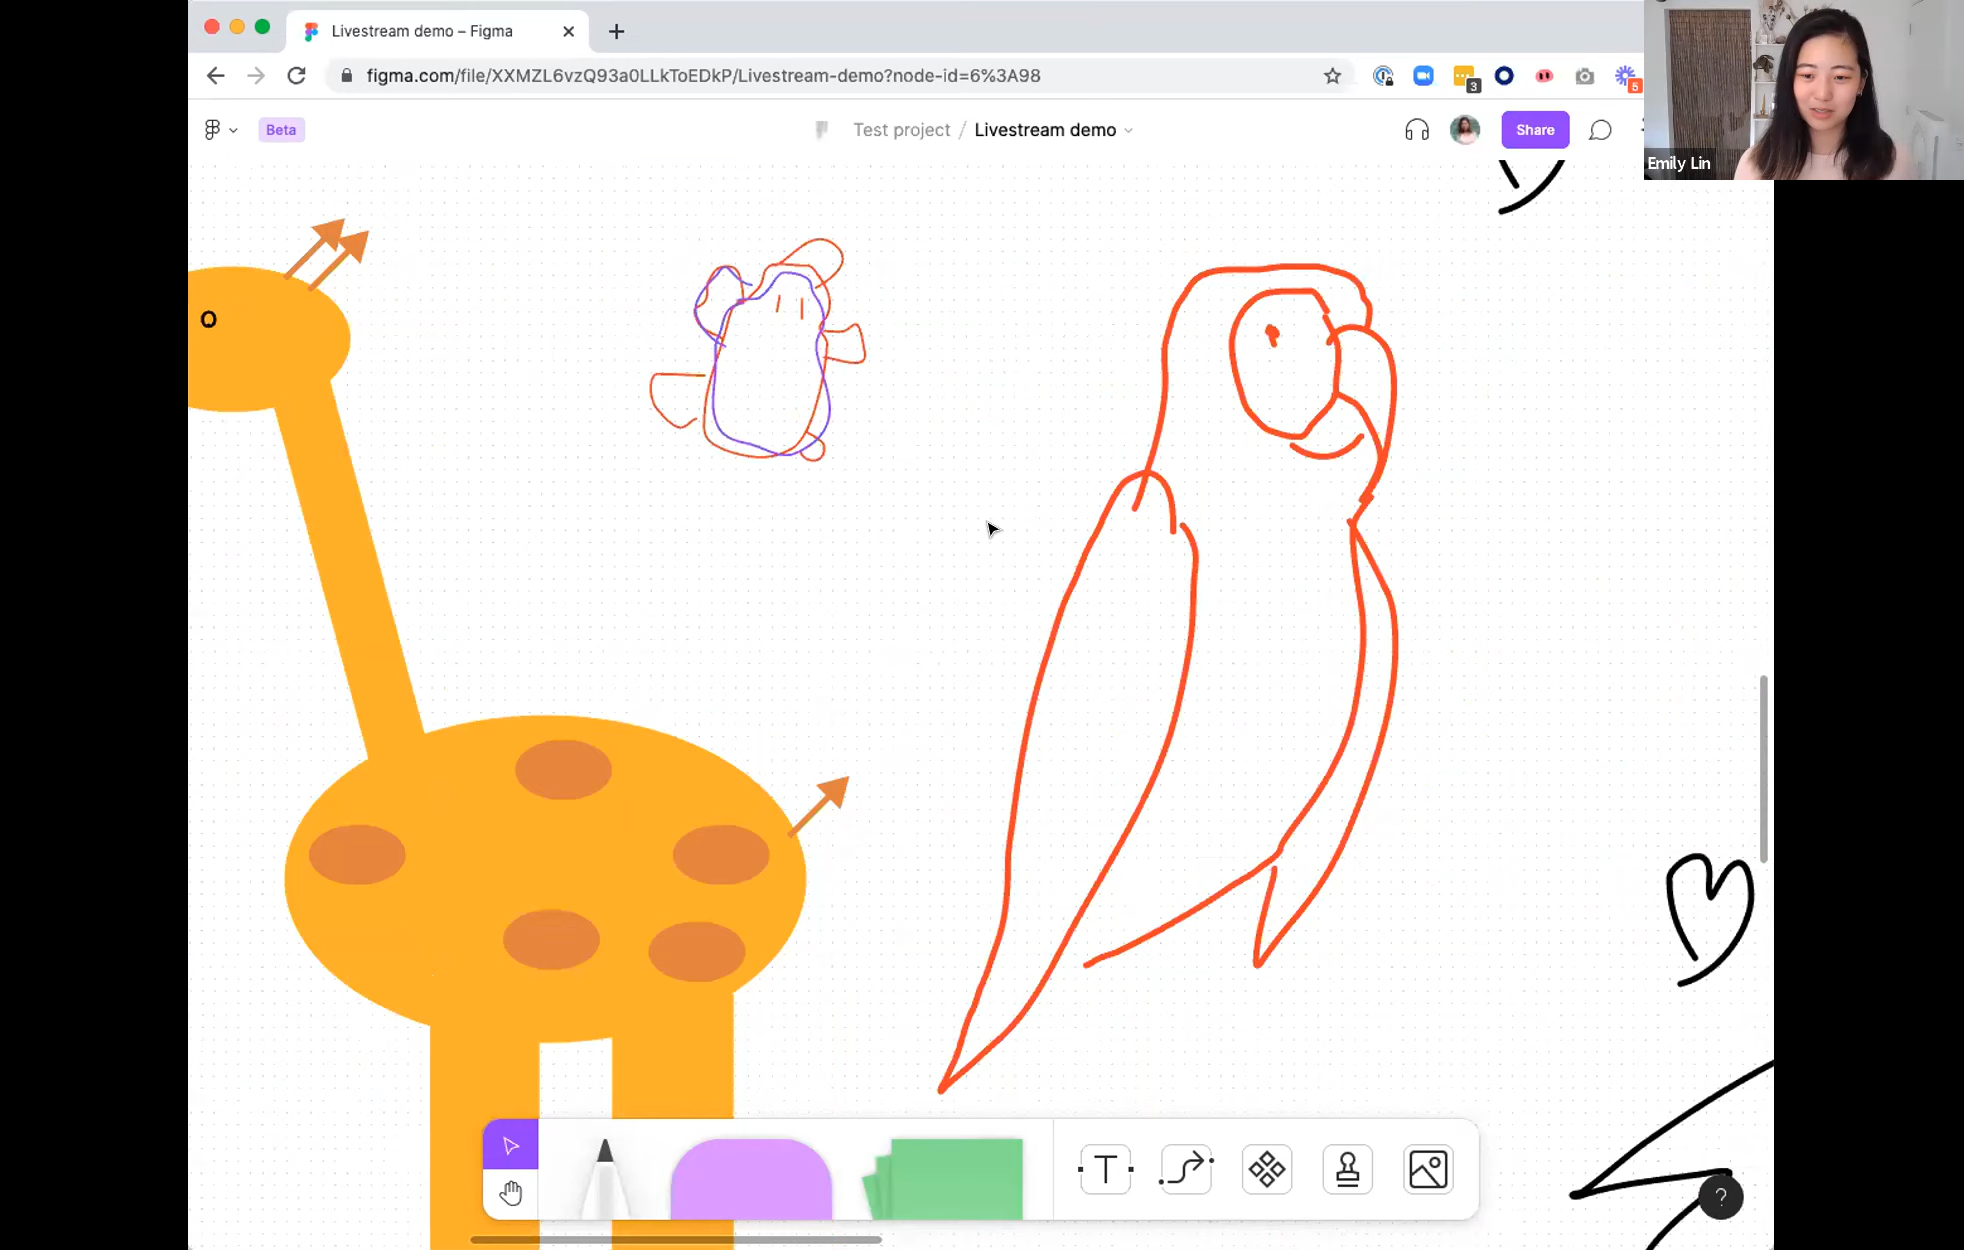 Livestream demo – Figma
figma.com/file/XXMZL6vzQ93a0LLkToEDkP/Livestream-demo?node-id=6%3A98
3
5
Beta
Test project / Livestream demo
Share
Emily Lin
T
?